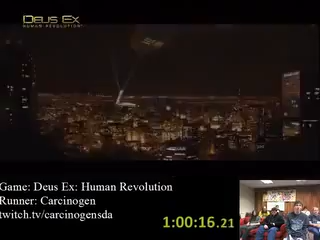 DEUS EX
HUMAN REVOLUTION
Game: Deus Ex: Human Revolution
Runner: Carcinogen
twitch.tv/carcinogensda
1:00:16.21